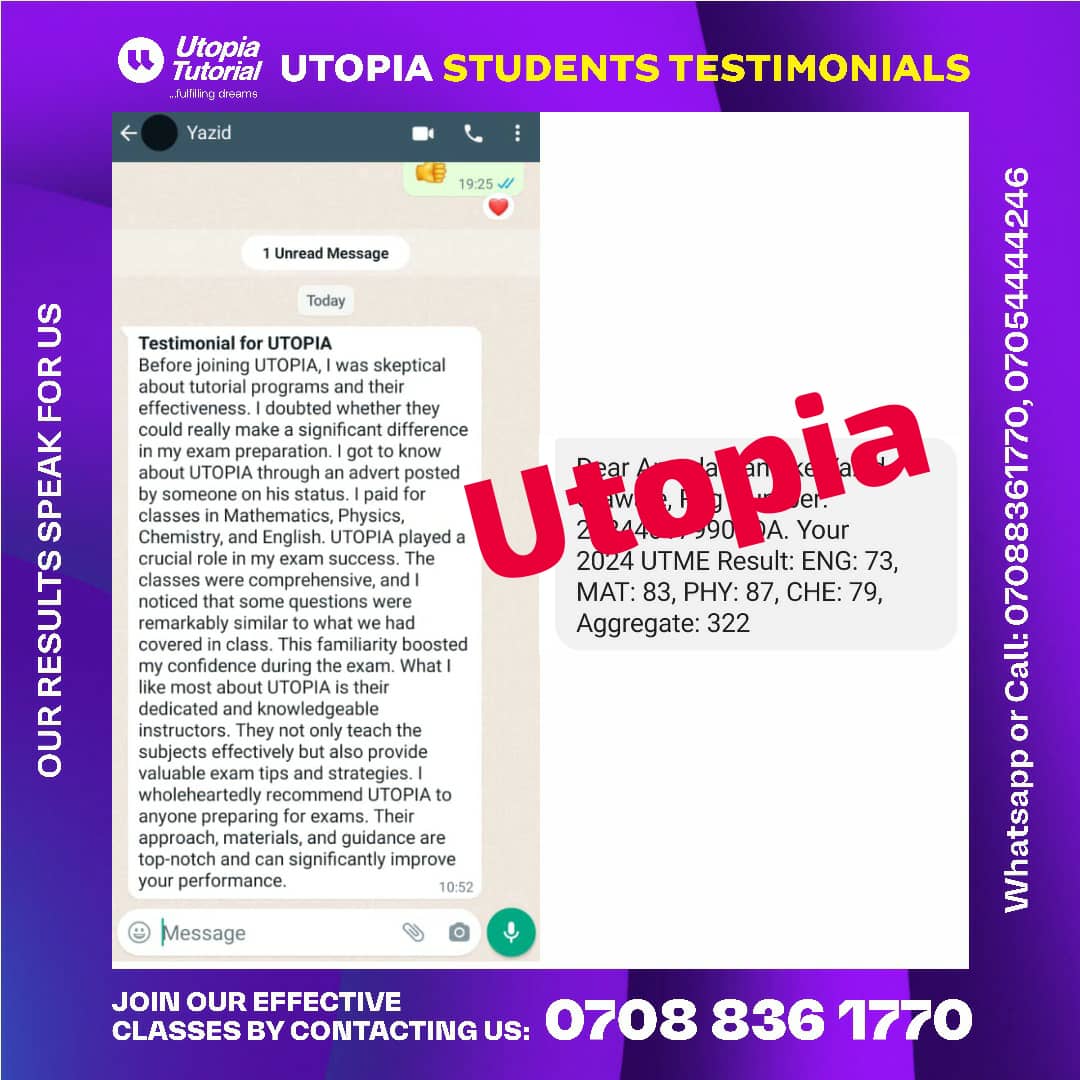 Utopia
Tutorial
...fulfilling dreams
UTOPIA STUDENTS TESTIMONIALS
OUR RESULTS SPEAK FOR US
Yazid
19:25
1 Unread Message
Today
Testimonial for UTOPIA
Before joining UTOPIA, I was skeptical
about tutorial programs and their
effectiveness. I doubted whether they
could really make a significant difference
in my exam preparation. I got to know
about UTOPIA through an advert posted
by someone on his status. I paid for
classes in Mathematics, Physics,
Chemistry, and English. UTOPIA played a
crucial role in my exam success. The
classes were comprehensive, and I
noticed that some questions were
remarkably similar to what we had
covered in class. This familiarity boosted
my confidence during the exam. What I
like most about UTOPIA is their
dedicated and knowledgeable
instructors. They not only teach the
subjects effectively but also provide
valuable exam tips and strategies. I
wholeheartedly recommend UTOPIA to
anyone preparing for exams. Their
approach, materials, and guidance are
top-notch and can significantly improve
your performance.
10:52
Message
Utopia
Dear
Your
2024 UTME Result: ENG: 73,
MAT: 83, PHY: 87, CHE: 79,
Aggregate: 322
Whatsapp or Call: 07088361770, 07054444246
JOIN OUR EFFECTIVE
CLASSES BY CONTACTING US: 0708 836 1770